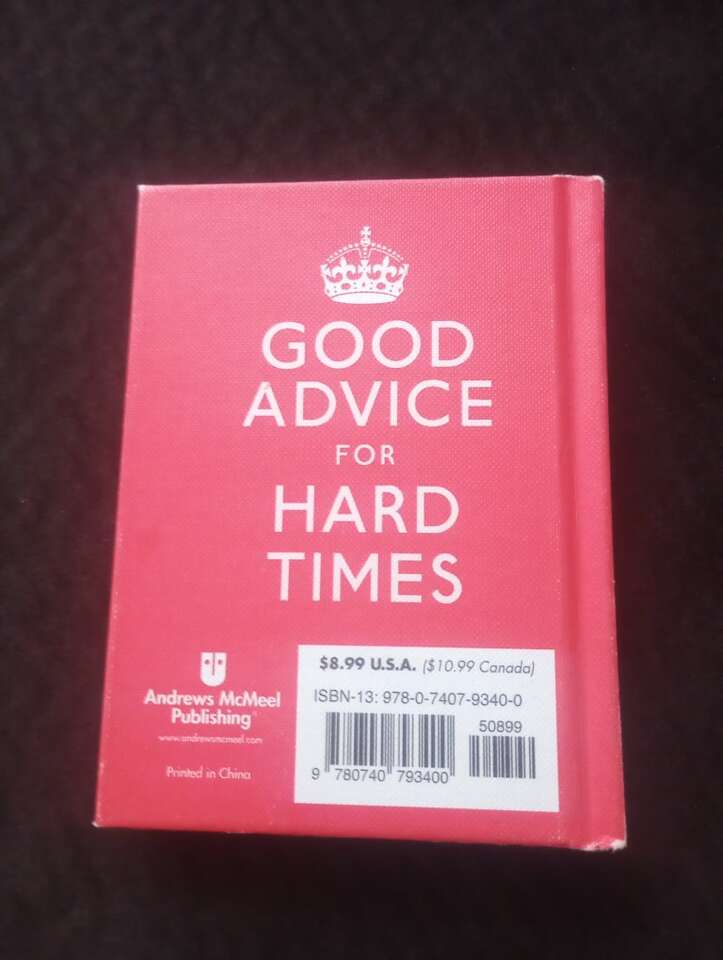 GOOD
ADVICE
FOR
HARD
TIMES
Andrews McMeel
Publishing
www.andrewsmcmeel.com
Printed in China
$8.99 U.S.A. ($10.99 Canada)
ISBN-13: 978-0-7407-9340-0
50899
9 780740 793400